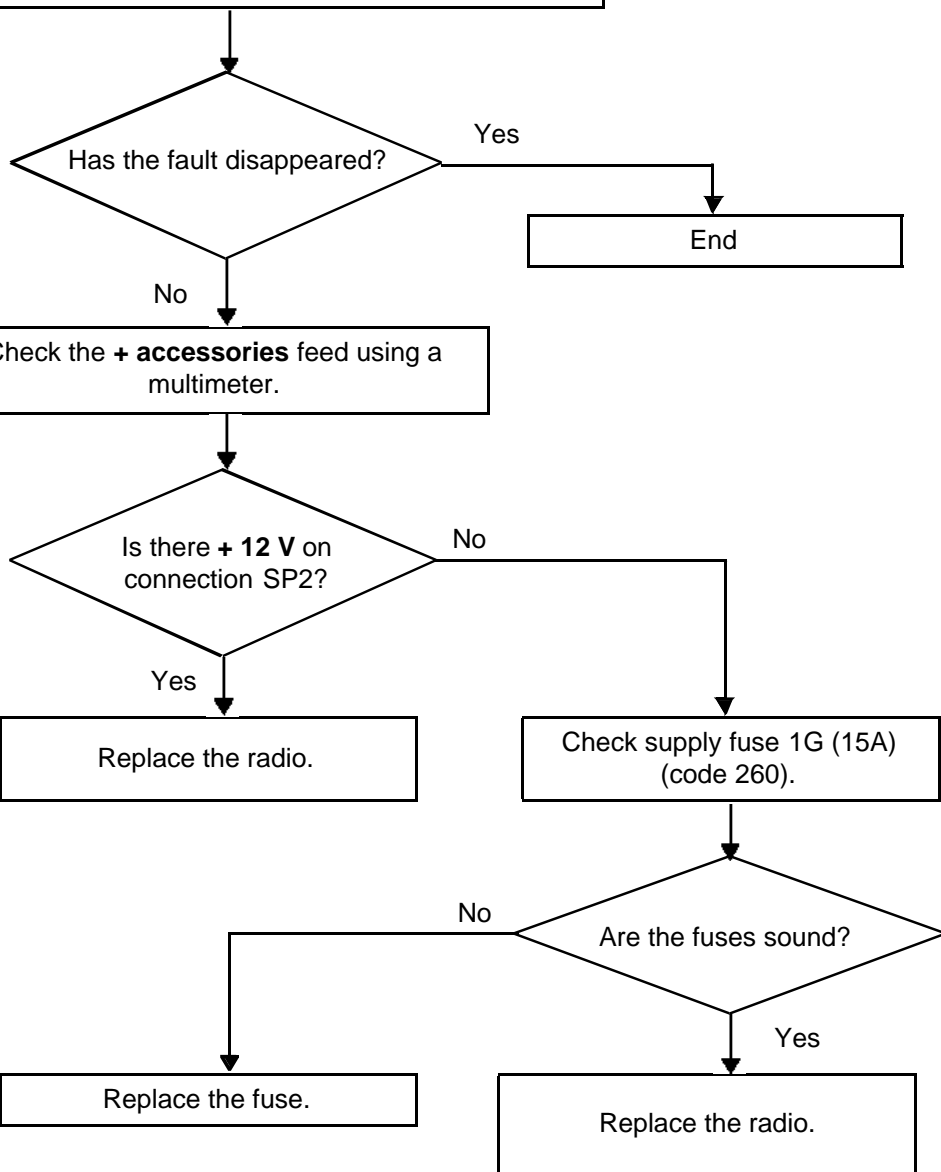 Has the fault disappeared?
Yes
End
No
Check the + accessories feed using a
multimeter.
Is there + 12 V on
connection SP2?
No
Yes
Replace the radio.
Check supply fuse 1G (15A)
(code 260).
Are the fuses sound?
No
Yes
Replace the fuse.
Replace the radio.